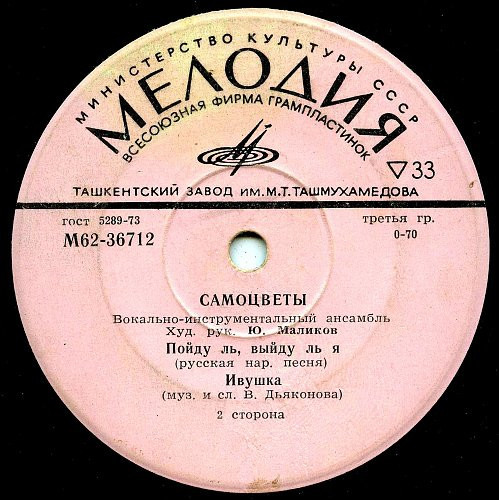 МИНИСТЕРСТВО КУЛЬТУРЫ СССР
МЕЛОДИЯ
ВСЕСОЮЗНАЯ ФИРМА ГРАМПЛАСТИНОК
▽33
ТАШКЕНТСКИЙ ЗАВОД ИМ. М.Т. ТАШМУХАМЕДОВА
гост 5289-73
третья гр.
М62-36712
0-70
САМОЦВЕТЫ
Вокально-инструментальный ансамбль
Худ. рук. Ю. Маликов
Пойду ль, выйду ль я
(русская нар. песня)
Ивушка
(муз. и сл. В. Дьяконова)
2 сторона